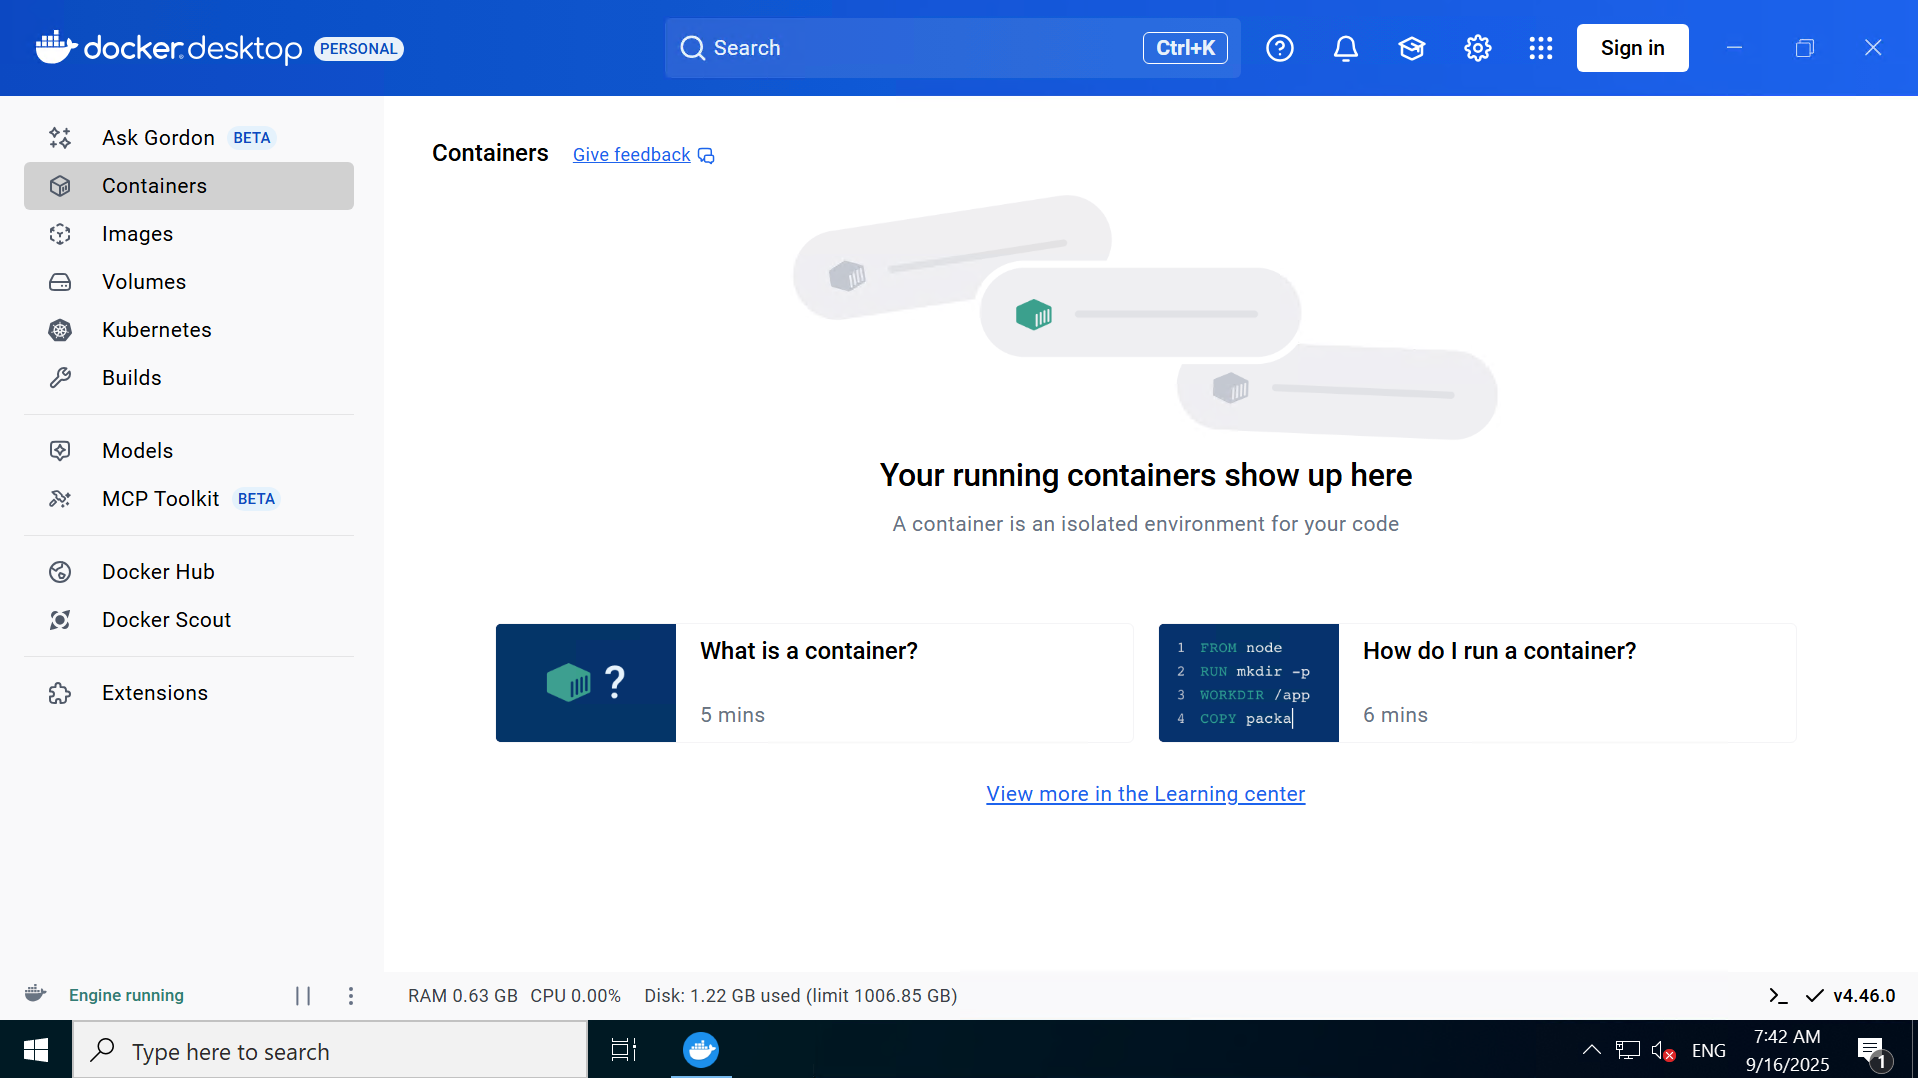 docker desktop PERSONAL
Search Ctrl+K
Sign in
Ask Gordon BETA
Containers
Images
Volumes
Kubernetes
Builds
Models
MCP Toolkit BETA
Docker Hub
Docker Scout
Extensions
Containers Give feedback
Your running containers show up here
A container is an isolated environment for your code
?
What is a container?
5 mins
1 FROM node
2 RUN mkdir -p
3 WORKDIR /app
4 COPY packa
How do I run a container?
6 mins
View more in the Learning center
Engine running
RAM 0.63 GB CPU 0.00% Disk: 1.22 GB used (limit 1006.85 GB)
v4.46.0
Type here to search
ENG
7:42 AM
9/16/2025
1